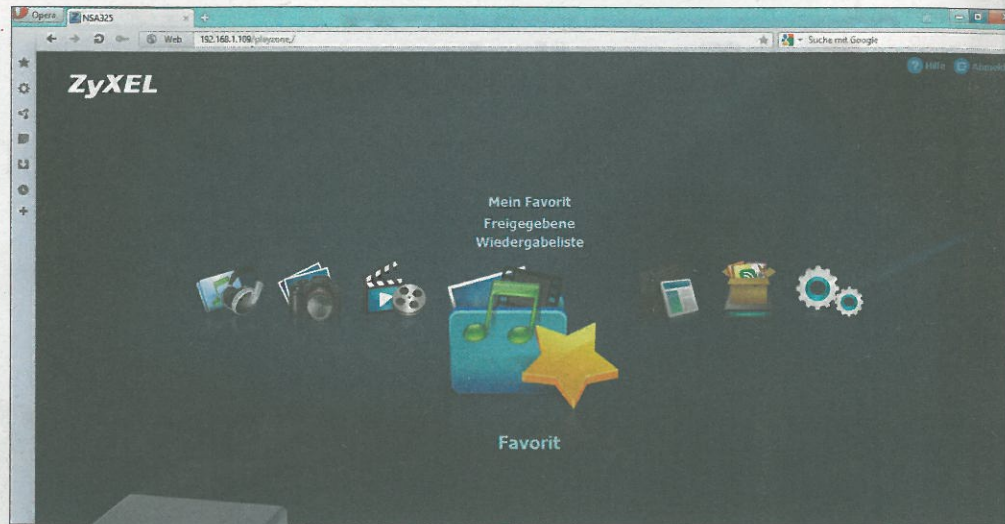 Opera
NSA325
Web
192.168.1.109/playzone,/
Suche mit Google
Hilfe
ZyXEL
Mein Favorit
Freigegebene
Wiedergabeliste
Favorit